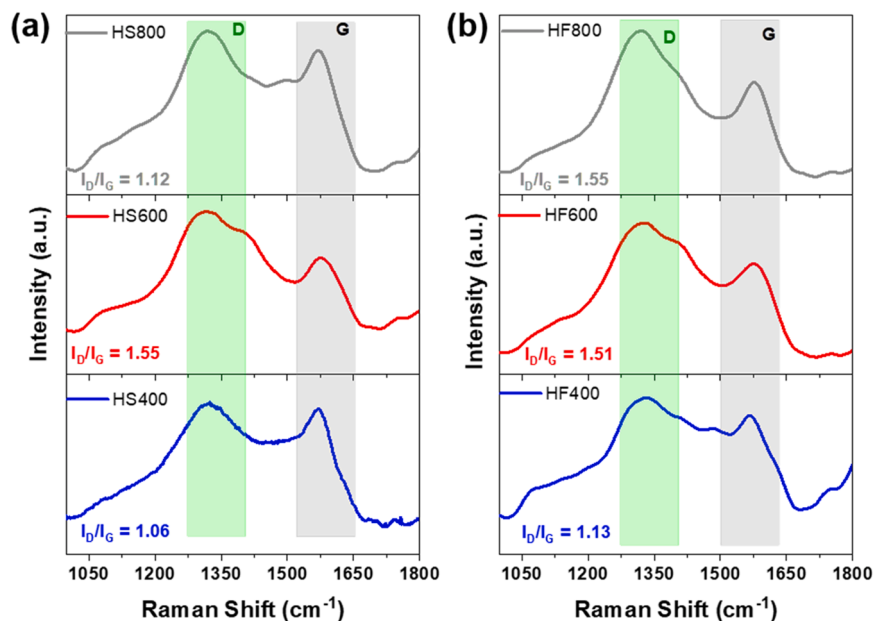 (a)
HS800
D
G
I_D/I_G = 1.12
HS600
I_D/I_G = 1.55
HS400
I_D/I_G = 1.06
Intensity (a.u.)
1050 1200 1350 1500 1650 1800
Raman Shift (cm⁻¹)
(b)
HF800
D
G
I_D/I_G = 1.55
HF600
I_D/I_G = 1.51
HF400
I_D/I_G = 1.13
Intensity (a.u.)
1050 1200 1350 1500 1650 1800
Raman Shift (cm⁻¹)